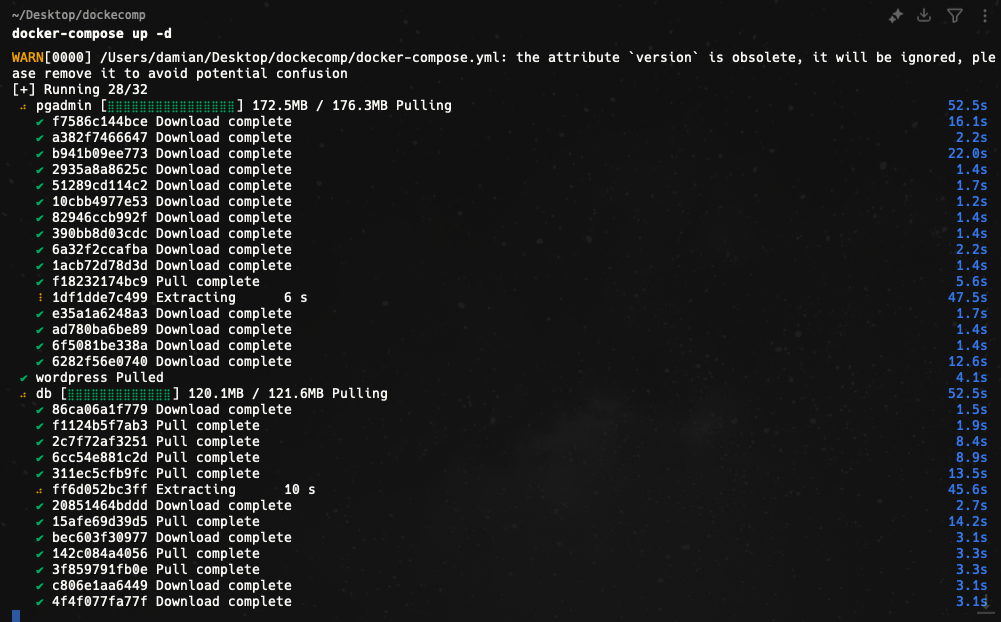 ~/Desktop/dockecomp
docker-compose up -d
WARN[0000] /Users/damian/Desktop/dockecomp/docker-compose.yml: the attribute `version` is obsolete, it will be ignored, ple
ase remove it to avoid potential confusion
[+] Running 28/32
pgadmin [⣿⣿⣿⣿⣿⣿⣿⣿⣿⣿⣿⣿⣿⣿⣿⣿] 172.5MB / 176.3MB Pulling 52.5s
✔ f7586c144bce Download complete 16.1s
✔ a382f7466647 Download complete 2.2s
✔ b941b09ee773 Download complete 22.0s
✔ 2935a8a8625c Download complete 1.4s
✔ 51289cd114c2 Download complete 1.7s
✔ 10cbb4977e53 Download complete 1.2s
✔ 82946ccb992f Download complete 1.4s
✔ 390bb8d03cdc Download complete 1.4s
✔ 6a32f2ccafba Download complete 2.2s
✔ 1acb72d78d3d Download complete 1.4s
✔ f18232174bc9 Pull complete 5.6s
1df1dde7c499 Extracting 6 s 47.5s
✔ e35a1a6248a3 Download complete 1.7s
✔ ad780ba6be89 Download complete 1.4s
✔ 6f5081be338a Download complete 1.4s
✔ 6282f56e0740 Download complete 12.6s
✔ wordpress Pulled 4.1s
db [⣿⣿⣿⣿⣿⣿⣿⣿⣿⣿⣿⣿⣿] 120.1MB / 121.6MB Pulling 52.5s
✔ 86ca06a1f779 Download complete 1.5s
✔ f1124b5f7ab3 Pull complete 1.9s
✔ 2c7f72af3251 Pull complete 8.4s
✔ 6cc54e881c2d Pull complete 8.9s
✔ 311ec5cfb9fc Pull complete 13.5s
ff6d052bc3ff Extracting 10 s 45.6s
✔ 20851464bddd Download complete 2.7s
✔ 15afe69d39d5 Pull complete 14.2s
✔ bec603f30977 Download complete 3.1s
✔ 142c084a4056 Pull complete 3.3s
✔ 3f859791fb0e Pull complete 3.3s
✔ c806e1aa6449 Download complete 3.1s
✔ 4f4f077fa77f Download complete 3.1s